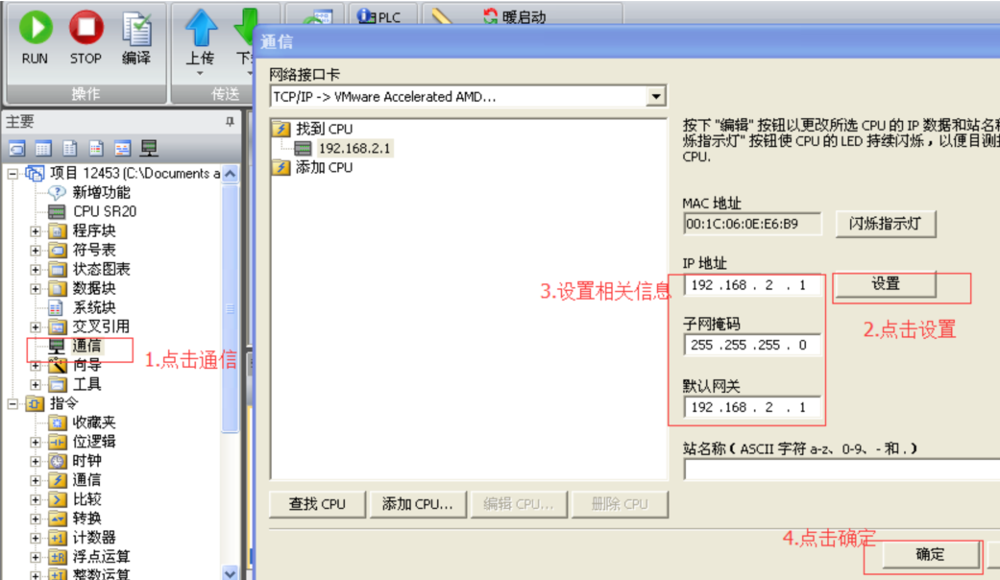 PLC
暖启动
RUN
STOP
编译
上传
操作
传送
主要
项目 12453 (C:\Documents a
新增功能
CPU SR20
程序块
符号表
状态图表
数据块
系统块
交叉引用
通信
向导
工具
指令
收藏夹
位逻辑
时钟
通信
比较
转换
计数器
浮点运算
整数运算
1.点击通信
通信
网络接口卡
TCP/IP -> VMware Accelerated AMD...
找到 CPU
192.168.2.1
添加 CPU
按下 "编辑" 按钮以更改所选 CPU 的 IP 数据和站名称
烁指示灯" 按钮使 CPU 的 LED 持续闪烁，以便目测
CPU.
MAC 地址
00:1C:06:0E:E6:B9
闪烁指示灯
IP 地址
192 .168 . 2 . 1
设置
3.设置相关信息
2.点击设置
子网掩码
255 .255 .255 . 0
默认网关
192 .168 . 2 . 1
站名称 ( ASCII 字符 a-z、0-9、- 和 . )
查找 CPU
添加 CPU...
编辑 CPU...
删除 CPU
4.点击确定
确定